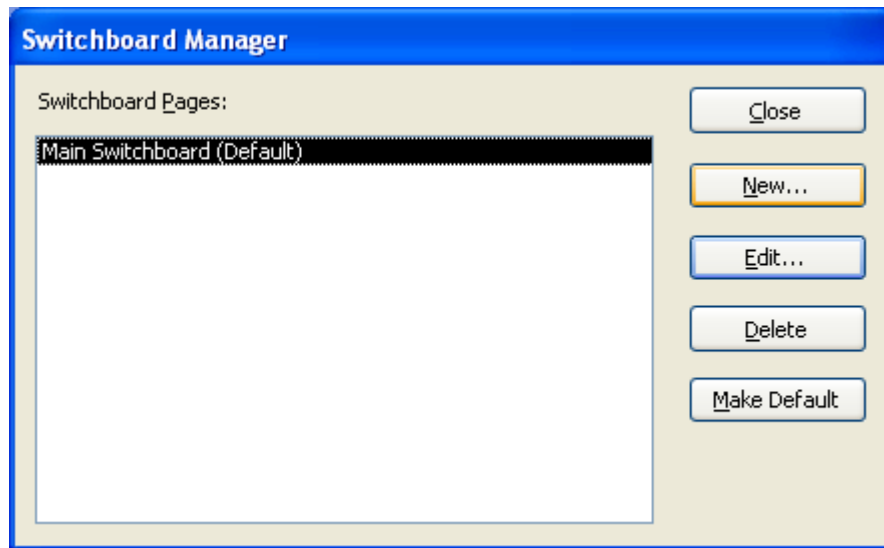 Switchboard Manager
Switchboard Pages:
Main Switchboard (Default)
Close
New...
Edit...
Delete
Make Default